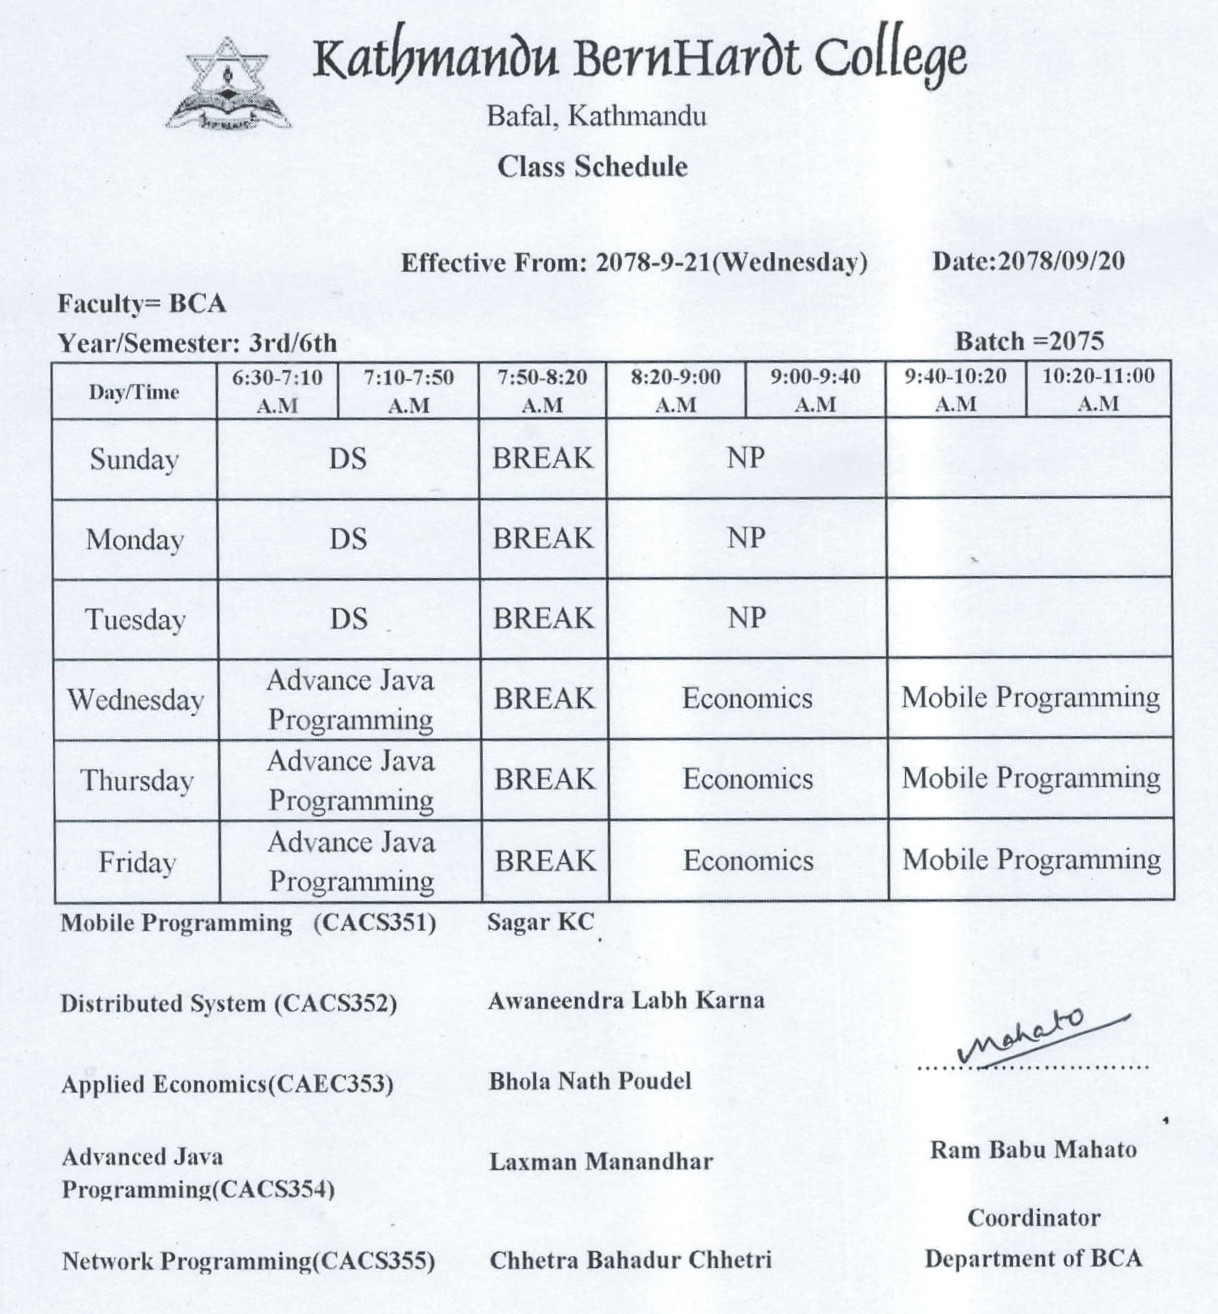 Kathmandu BernHardt College
Bafal, Kathmandu
Class Schedule
Effective From: 2078-9-21(Wednesday) Date:2078/09/20
Faculty= BCA
Year/Semester: 3rd/6th Batch =2075
Day/Time 6:30-7:10 A.M 7:10-7:50 A.M 7:50-8:20 A.M 8:20-9:00 A.M 9:00-9:40 A.M 9:40-10:20 A.M 10:20-11:00 A.M
Sunday DS BREAK NP
Monday DS BREAK NP
Tuesday DS BREAK NP
Wednesday Advance Java Programming BREAK Economics Mobile Programming
Thursday Advance Java Programming BREAK Economics Mobile Programming
Friday Advance Java Programming BREAK Economics Mobile Programming
Mobile Programming (CACS351) Sagar KC
Distributed System (CACS352) Awaneendra Labh Karna
Applied Economics(CAEC353) Bhola Nath Poudel
Advanced Java
Programming(CACS354) Laxman Manandhar
Network Programming(CACS355) Chhetra Bahadur Chhetri
Mahato
Ram Babu Mahato
Coordinator
Department of BCA